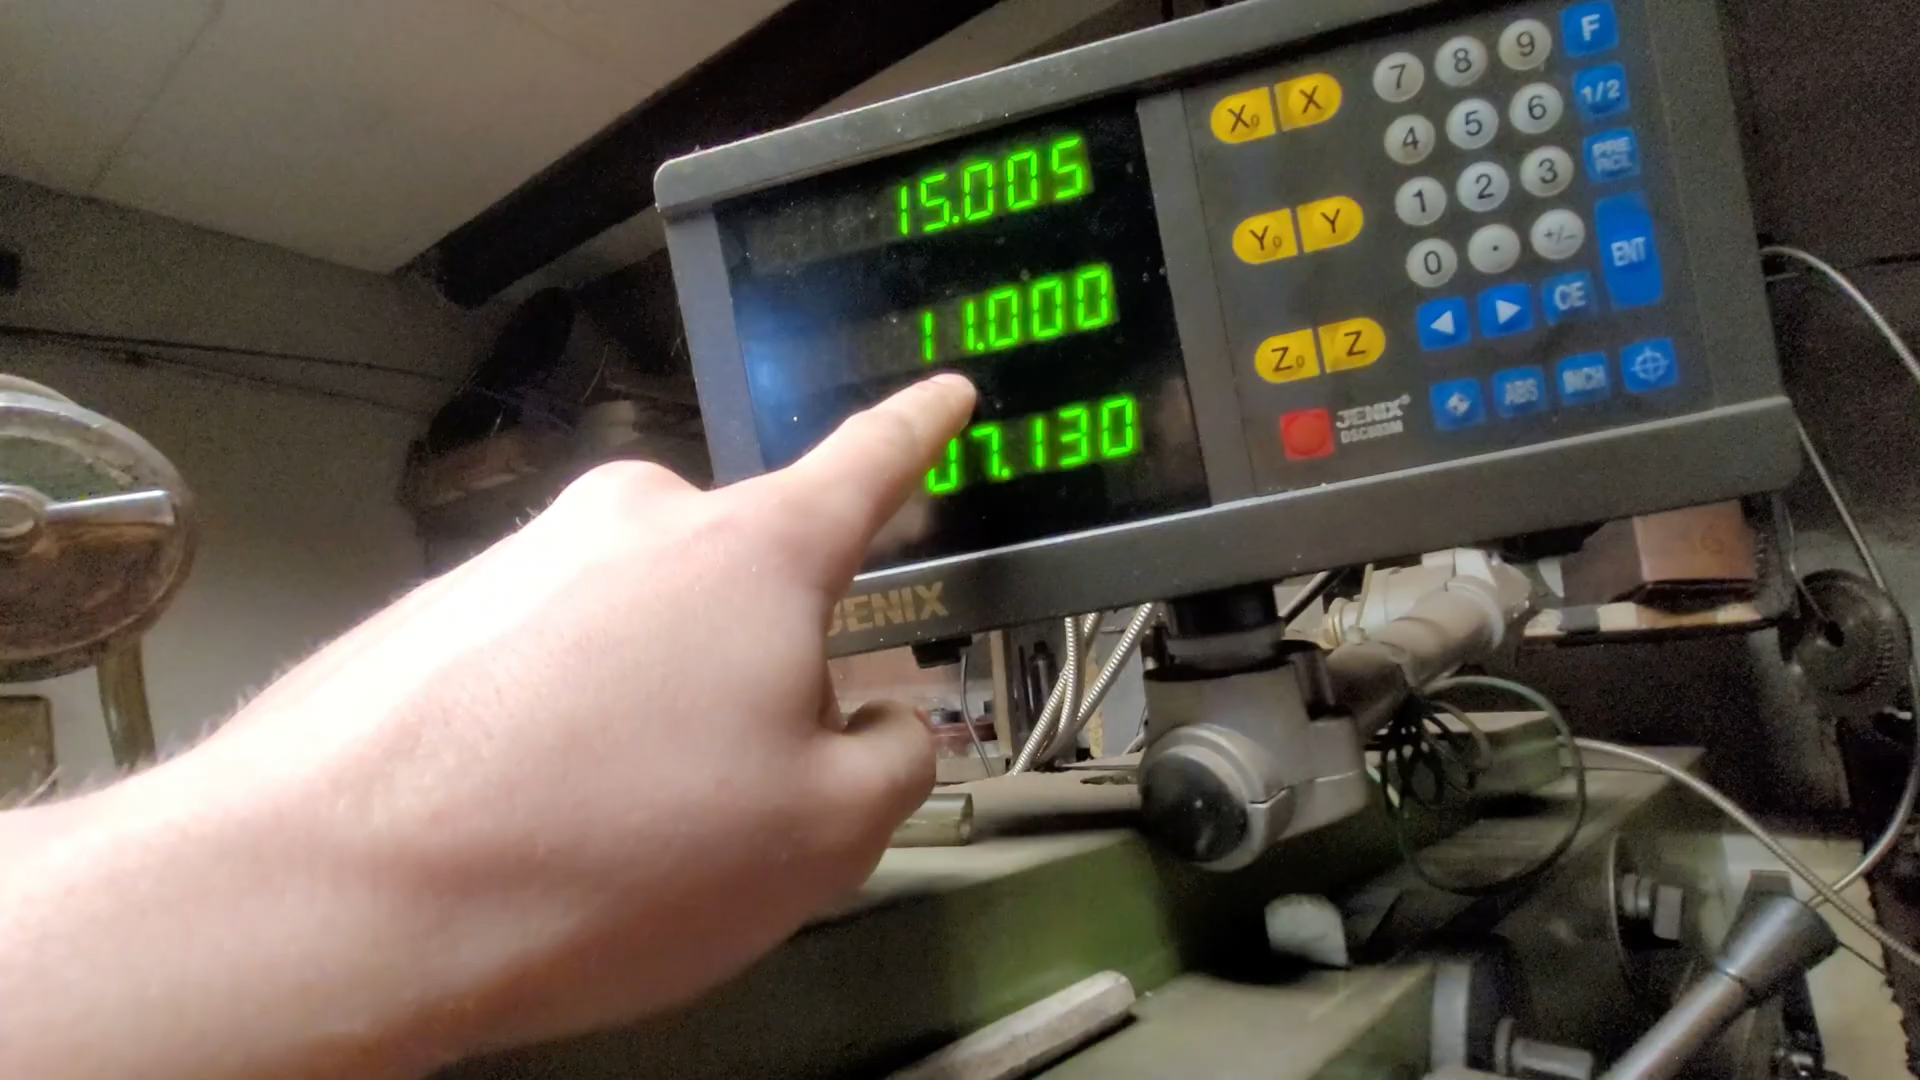 15.005
11.000
07.130
X₀ X
Y₀ Y
Z₀ Z
7 8 9 F
4 5 6 1/2
1 2 3 PRE RCL
0 . +/- ENT
CE
ABS INCH
JENIX®
JENIX